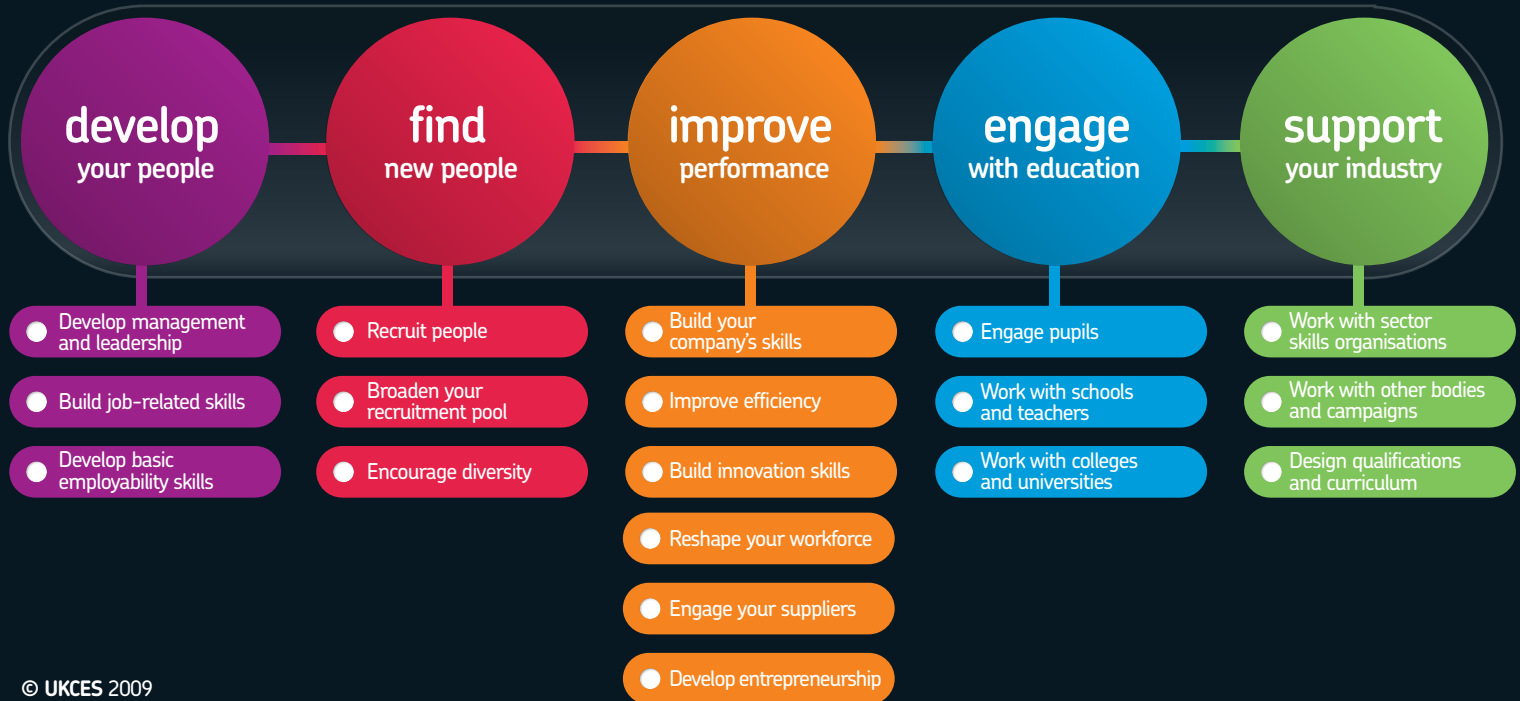 develop
your people
find
new people
improve
performance
engage
with education
support
your industry
Develop management
and leadership
Build job-related skills
Develop basic
employability skills
Recruit people
Broaden your
recruitment pool
Encourage diversity
Build your
company's skills
Improve efficiency
Build innovation skills
Reshape your workforce
Engage your suppliers
Develop entrepreneurship
Engage pupils
Work with schools
and teachers
Work with colleges
and universities
Work with sector
skills organisations
Work with other bodies
and campaigns
Design qualifications
and curriculum
© UKCES 2009